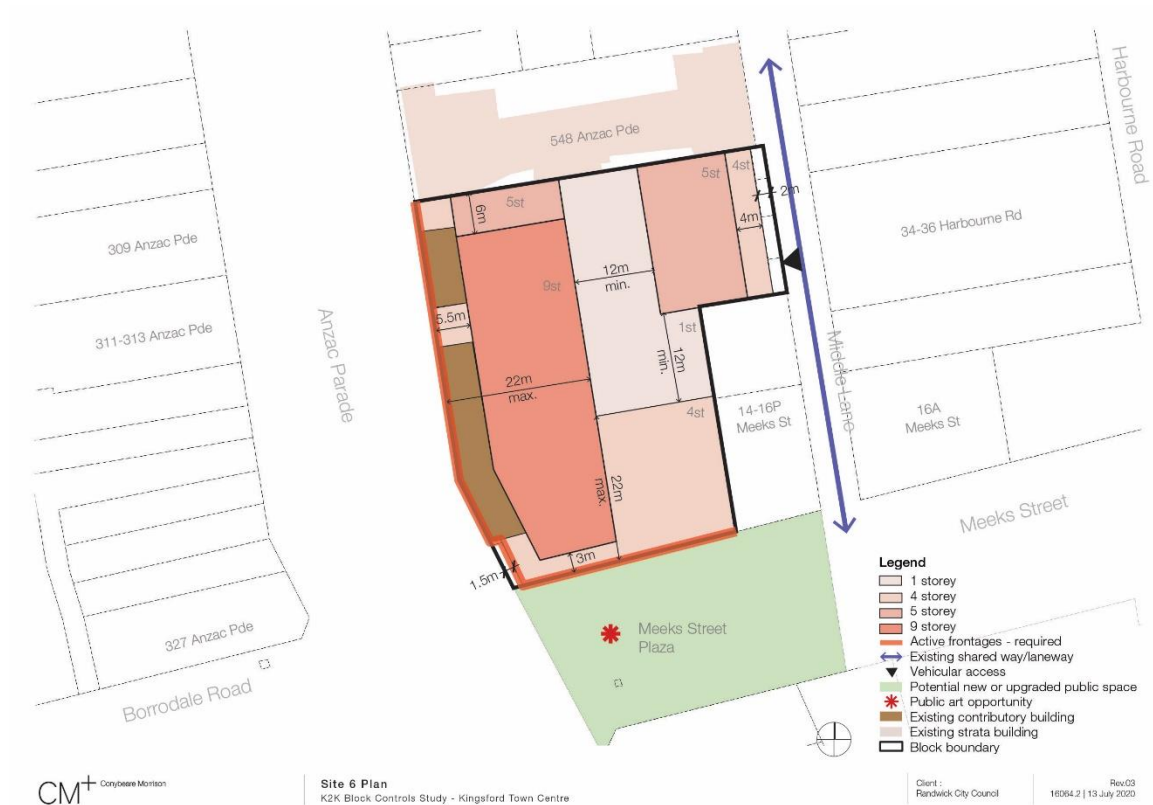 Harbourne Road
548 Anzac Pde
5st
4st
2m
5st
6m
4m
309 Anzac Pde
34-36 Harbourne Rd
12m
min.
9st
5.5m
1st
311-313 Anzac Pde
Anzac Parade
12m
min.
Middle Lane
22m
max.
4st
14-16P
Meeks St
16A
Meeks St
22m
max.
Meeks Street
3m
1.5m
327 Anzac Pde
Borrodale Road
Meeks Street
Plaza
Legend
1 storey
4 storey
5 storey
9 storey
Active frontages - required
Existing shared way/laneway
Vehicular access
Potential new or upgraded public space
Public art opportunity
Existing contributory building
Existing strata building
Block boundary
CM+ Conybeare Morrison
Site 6 Plan
K2K Block Controls Study - Kingsford Town Centre
Client :
Randwick City Council
Rev.03
16064.2 | 13 July 2020